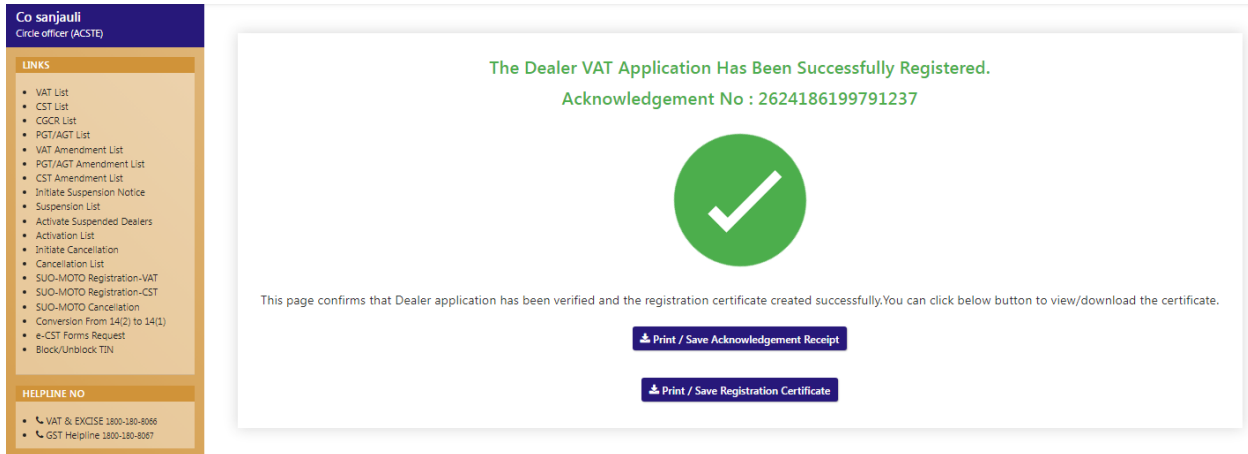 Co sanjauli
Circle officer (ACSTE)
LINKS
VAT List
CST List
CGCR List
PGT/AGT List
VAT Amendment List
PGT/AGT Amendment List
CST Amendment List
Initiate Suspension Notice
Suspension List
Activate Suspended Dealers
Activation List
Initiate Cancellation
Cancellation List
SUO-MOTO Registration-VAT
SUO-MOTO Registration-CST
SUO-MOTO Cancellation
Conversion From 14(2) to 14(1)
e-CST Forms Request
Block/Unblock TIN
HELPLINE NO
VAT & EXCISE 1800-180-8066
GST Helpline 1800-180-8067
The Dealer VAT Application Has Been Successfully Registered.
Acknowledgement No : 2624186199791237
This page confirms that Dealer application has been verified and the registration certificate created successfully.You can click below button to view/download the certificate.
Print / Save Acknowledgement Receipt
Print / Save Registration Certificate